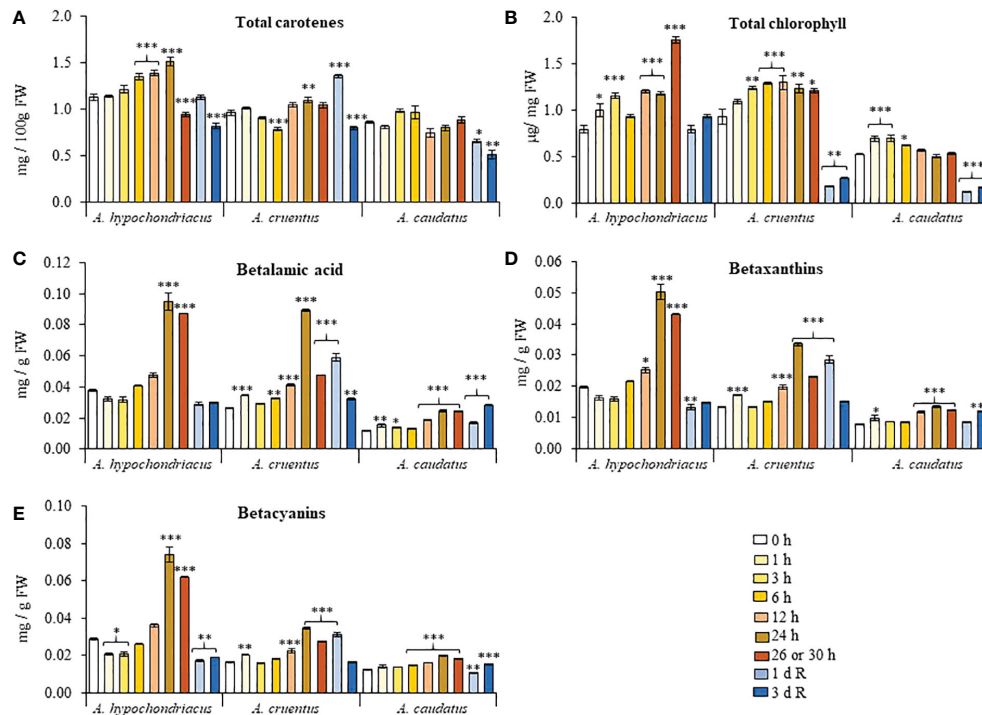 A
Total carotenes
mg / 100g FW
2.0
1.5
1.0
0.5
0.0
***
***
***
***
***
**
***
***
*
**
A. hypochondriacus
A. cruentus
A. caudatus
B
Total chlorophyll
μg/ mg FW
2.0
1.5
1.0
0.5
0.0
*
***
***
***
**
***
**
*
**
***
*
***
A. hypochondriacus
A. cruentus
A. caudatus
C
Betalamic acid
mg / g FW
0.12
0.10
0.08
0.06
0.04
0.02
0.00
***
***
***
**
**
***
***
**
**
*
***
***
A. hypochondriacus
A. cruentus
A. caudatus
D
Betaxanthins
mg / g FW
0.06
0.05
0.04
0.03
0.02
0.01
0.00
*
***
***
**
***
***
***
*
***
**
A. hypochondriacus
A. cruentus
A. caudatus
E
Betacyanins
mg / g FW
0.10
0.08
0.06
0.04
0.02
0.00
*
***
***
**
**
***
***
***
**
***
A. hypochondriacus
A. cruentus
A. caudatus
0 h
1 h
3 h
6 h
12 h
24 h
26 or 30 h
1 d R
3 d R